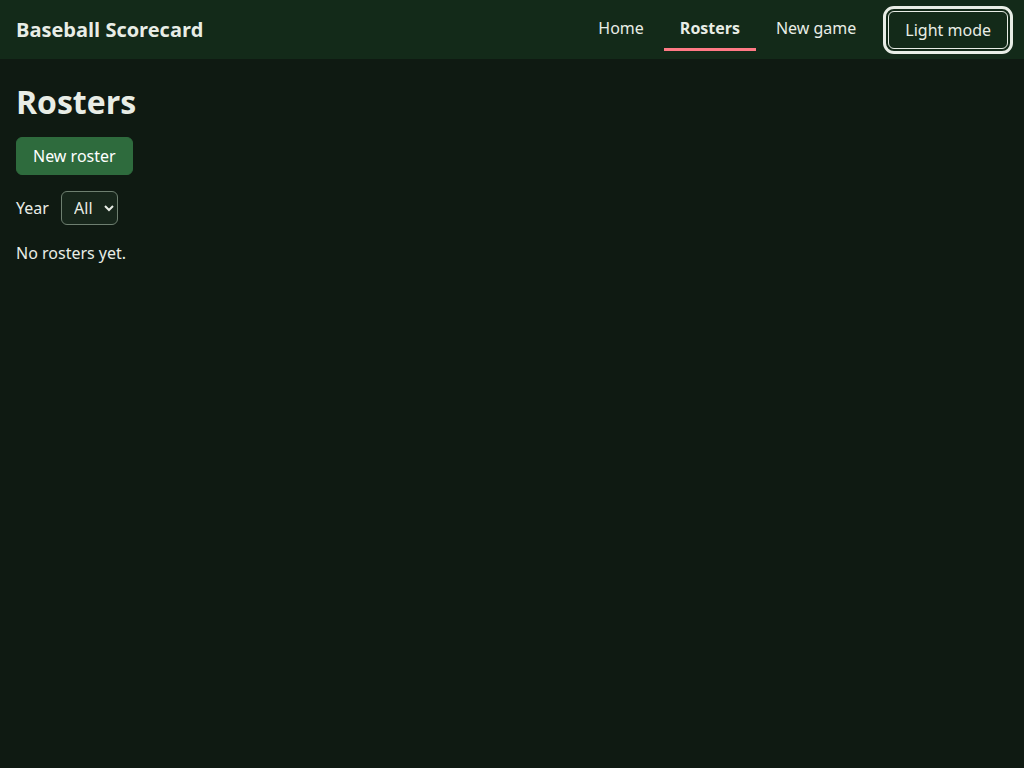 Baseball Scorecard
Home
Rosters
New game
Light mode
Rosters
New roster
Year
All
No rosters yet.